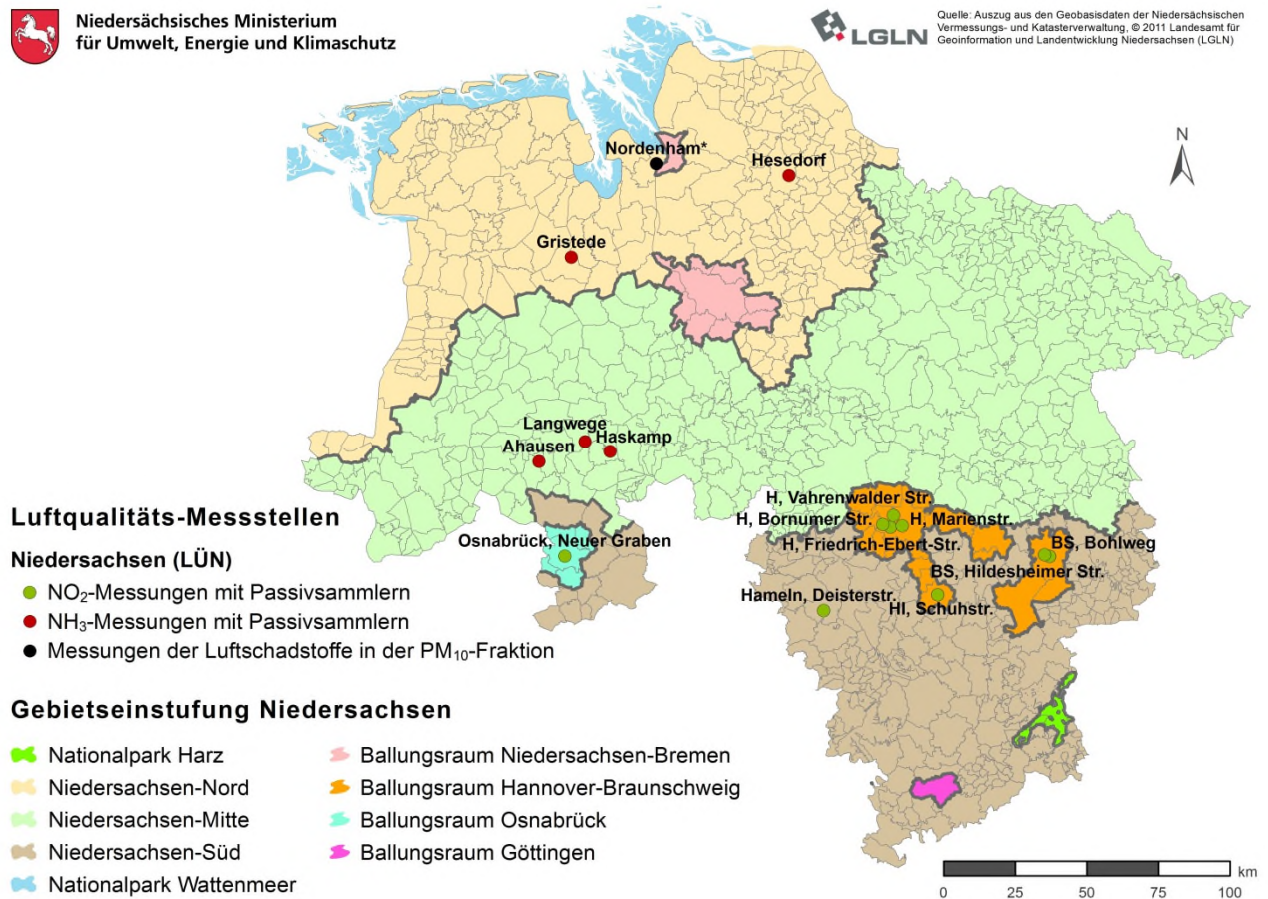 Niedersächsisches Ministerium
für Umwelt, Energie und Klimaschutz
LGLN
Quelle: Auszug aus den Geobasisdaten der Niedersächsischen
Vermessungs- und Katasterverwaltung, © 2011 Landesamt für
Geoinformation und Landentwicklung Niedersachsen (LGLN)
N
Nordenham*
Hesedorf
Gristede
Langwege
Haskamp
Ahausen
H, Vahrenwalder Str.
H, Bornumer Str.
H, Marienstr.
H, Friedrich-Ebert-Str.
BS, Bohlweg
BS, Hildesheimer Str.
Osnabrück, Neuer Graben
Hameln, Deisterstr.
HI, Schuhstr.
Luftqualitäts-Messstellen
Niedersachsen (LÜN)
NO₂-Messungen mit Passivsammlern
NH₃-Messungen mit Passivsammlern
Messungen der Luftschadstoffe in der PM₁₀-Fraktion
Gebietseinstufung Niedersachsen
Nationalpark Harz
Niedersachsen-Nord
Niedersachsen-Mitte
Niedersachsen-Süd
Nationalpark Wattenmeer
Ballungsraum Niedersachsen-Bremen
Ballungsraum Hannover-Braunschweig
Ballungsraum Osnabrück
Ballungsraum Göttingen
km
0 25 50 75 100